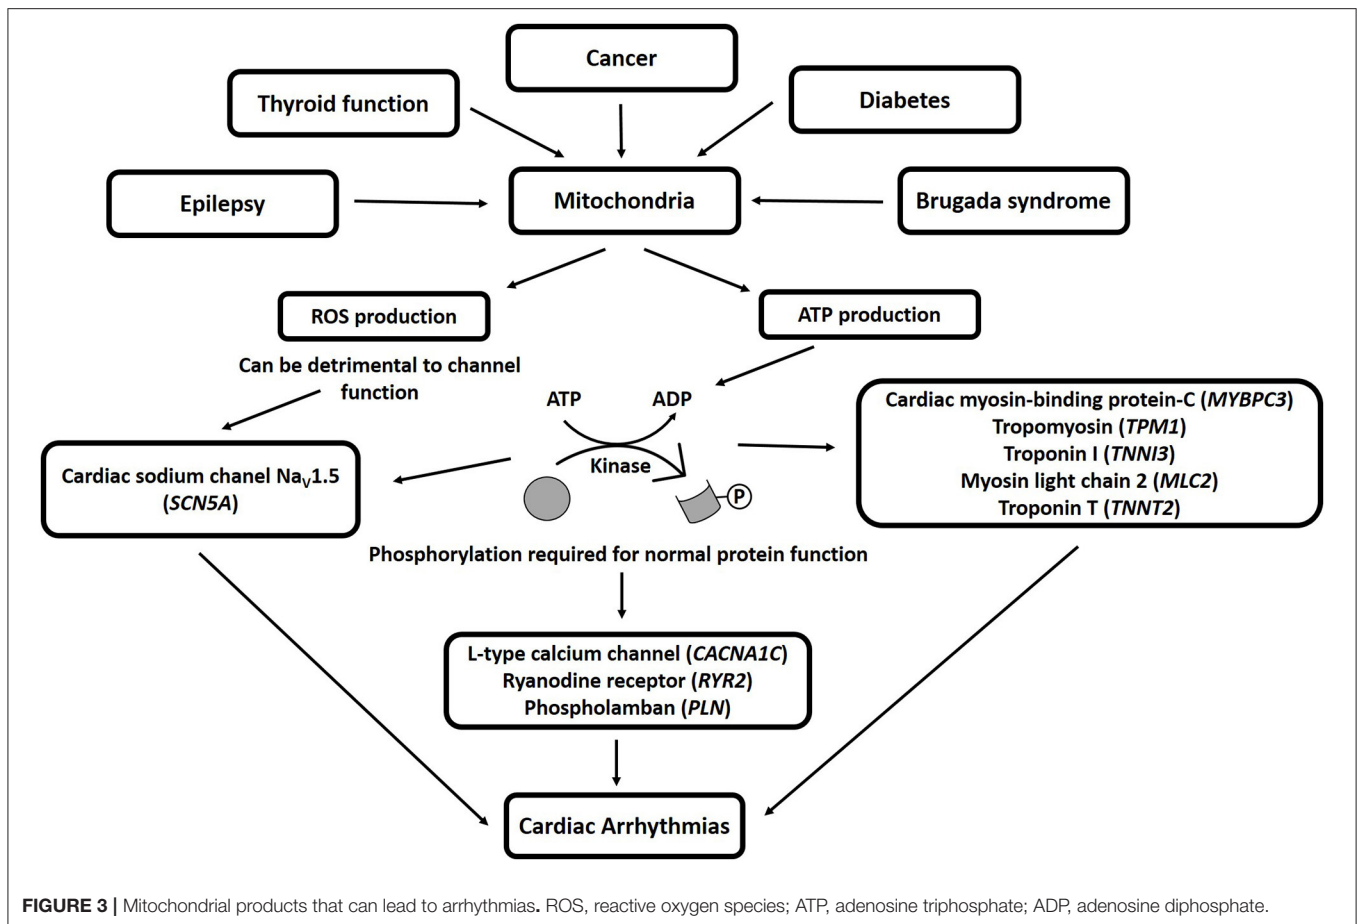 Cancer
Thyroid function
Diabetes
Epilepsy
Mitochondria
Brugada syndrome
ROS production
ATP production
Can be detrimental to channel
function
ATP
ADP
Kinase
P
Cardiac sodium chanel NaV1.5
(SCN5A)
Cardiac myosin-binding protein-C (MYBPC3)
Tropomyosin (TPM1)
Troponin I (TNNI3)
Myosin light chain 2 (MLC2)
Troponin T (TNNT2)
Phosphorylation required for normal protein function
L-type calcium channel (CACNA1C)
Ryanodine receptor (RYR2)
Phospholamban (PLN)
Cardiac Arrhythmias
FIGURE 3 | Mitochondrial products that can lead to arrhythmias. ROS, reactive oxygen species; ATP, adenosine triphosphate; ADP, adenosine diphosphate.